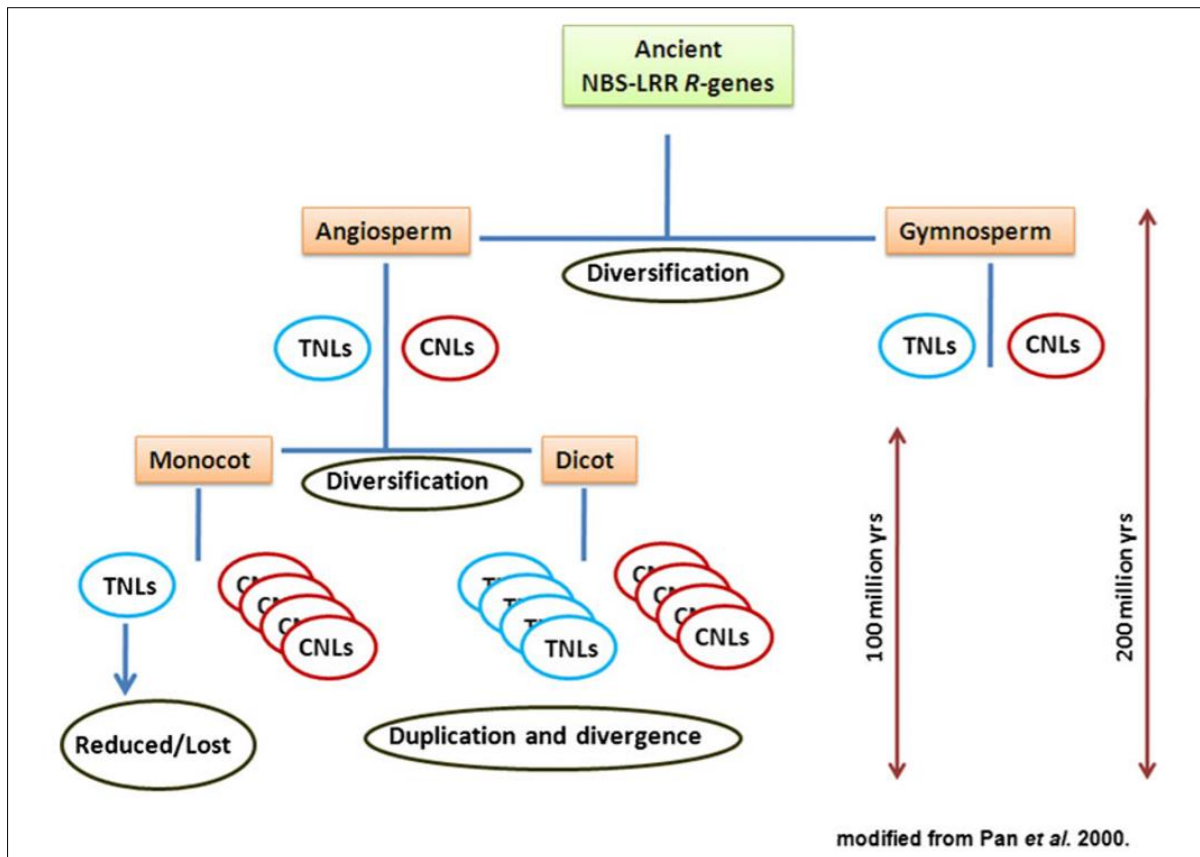 Ancient
NBS-LRR R-genes
Angiosperm
Gymnosperm
Diversification
TNLs
CNLs
TNLs
CNLs
Monocot
Dicot
Diversification
TNLs
CNLs
TNLs
CNLs
Reduced/Lost
Duplication and divergence
100 million yrs
200 million yrs
modified from Pan et al. 2000.